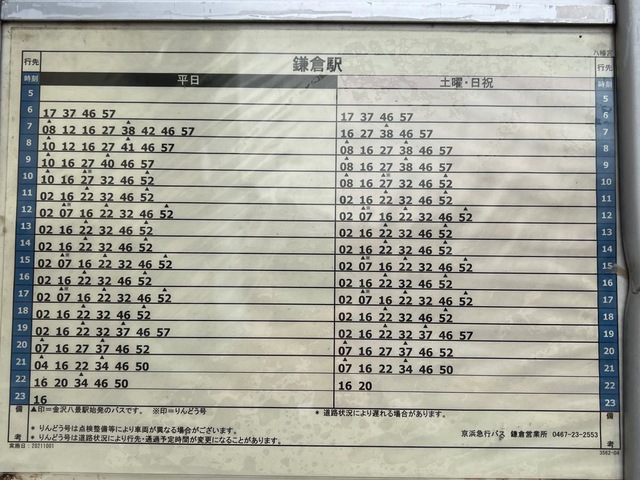 八幡宮
行先 鎌倉駅 行先
時刻 平日 土曜・日祝 時刻
5 5
6 17 37 46 57 17 37 46 57 6
7 08 12 16 27 38 42 46 57 16 27 38 46 57 7
8 10 12 16 27 41 46 57 08 16 27 38 46 57 8
9 10 16 27 40 46 57 08 16 27 38 46 57 9
10 10 16 27 32 46 52 08 16 27 32 46 52 10
11 02 16 22 32 46 52 02 16 22 32 46 52 11
12 02 07 16 22 32 46 52 02 07 16 22 32 46 52 12
13 02 16 22 32 46 52 02 16 22 32 46 52 13
14 02 16 22 32 46 52 02 16 22 32 46 52 14
15 02 07 16 22 32 46 52 02 07 16 22 32 46 52 15
16 02 16 22 32 46 52 02 16 22 32 46 52 16
17 02 07 16 22 32 46 52 02 07 16 22 32 46 52 17
18 02 16 22 32 46 52 02 16 22 32 46 52 18
19 02 16 22 32 37 46 57 02 16 22 32 37 46 57 19
20 07 16 27 37 46 52 07 16 27 37 46 52 20
21 04 16 22 34 46 50 07 16 22 34 46 50 21
22 16 20 34 46 50 16 20 22
23 16 23
備考 ▲印=金沢八景駅始発のバスです。 ※印=りんどう号 * 道路状況により遅れる場合があります。 備考
* りんどう号は点検整備等により車両が異なる場合がございます。 京浜急行バス 鎌倉営業所 0467-23-2553
* りんどう号は道路状況により行先・通過予定時間が変更になることがあります。
実施日:20211001 3562-04